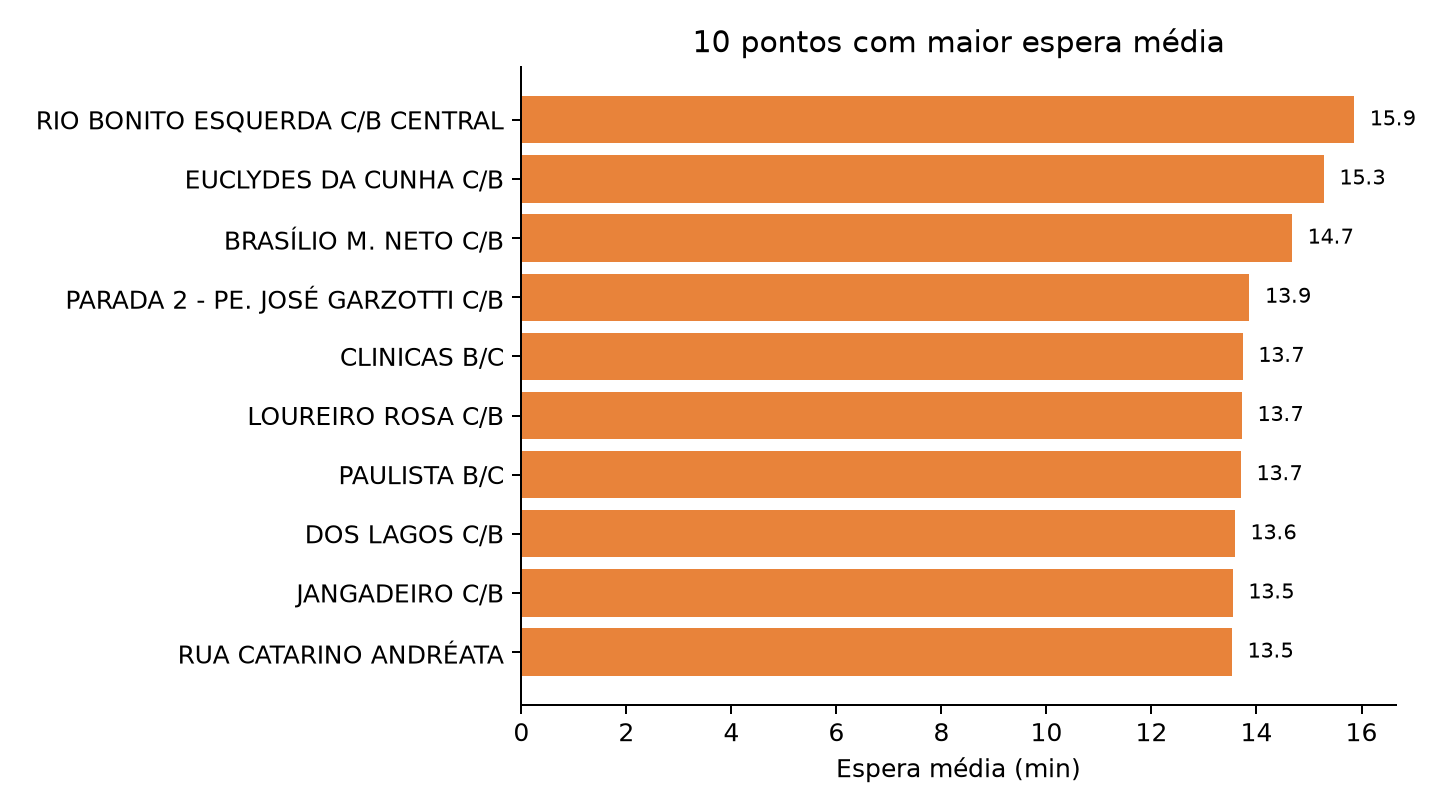 10 pontos com maior espera média
RIO BONITO ESQUERDA C/B CENTRAL 15.9
EUCLYDES DA CUNHA C/B 15.3
BRASÍLIO M. NETO C/B 14.7
PARADA 2 - PE. JOSÉ GARZOTTI C/B 13.9
CLINICAS B/C 13.7
LOUREIRO ROSA C/B 13.7
PAULISTA B/C 13.7
DOS LAGOS C/B 13.6
JANGADEIRO C/B 13.5
RUA CATARINO ANDRÉATA 13.5
0 2 4 6 8 10 12 14 16
Espera média (min)